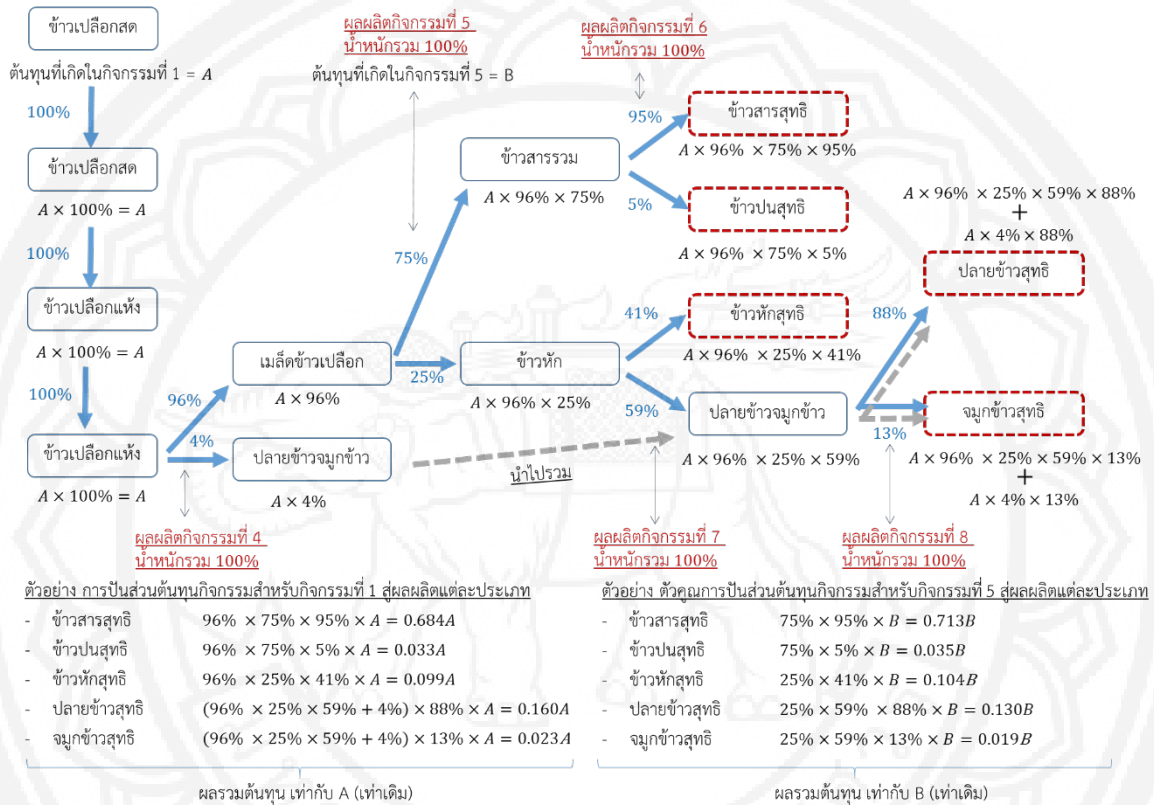 ข้าวเปลือกสด
ต้นทุนที่เกิดในกิจกรรมที่ 1 = A
100%
ข้าวเปลือกสด
A × 100% = A
100%
ข้าวเปลือกแห้ง
A × 100% = A
100%
ข้าวเปลือกแห้ง
A × 100% = A
96%
4%
เมล็ดข้าวเปลือก
A × 96%
ปลายข้าวจมูกข้าว
A × 4%
ผลผลิตกิจกรรมที่ 4
น้ำหนักรวม 100%
ผลผลิตกิจกรรมที่ 5
น้ำหนักรวม 100%
ต้นทุนที่เกิดในกิจกรรมที่ 5 = B
75%
25%
ข้าวสารรวม
A × 96% × 75%
ข้าวหัก
A × 96% × 25%
นำไปรวม
ผลผลิตกิจกรรมที่ 6
น้ำหนักรวม 100%
95%
5%
ข้าวสารสุทธิ
A × 96% × 75% × 95%
ข้าวปนสุทธิ
A × 96% × 75% × 5%
41%
59%
ข้าวหักสุทธิ
A × 96% × 25% × 41%
ปลายข้าวจมูกข้าว
A × 96% × 25% × 59%
ผลผลิตกิจกรรมที่ 7
น้ำหนักรวม 100%
A × 96% × 25% × 59% × 88%
+
A × 4% × 88%
ปลายข้าวสุทธิ
88%
13%
จมูกข้าวสุทธิ
A × 96% × 25% × 59% × 13%
+
A × 4% × 13%
ผลผลิตกิจกรรมที่ 8
น้ำหนักรวม 100%
ตัวอย่าง การปันส่วนต้นทุนกิจกรรมสำหรับกิจกรรมที่ 1 สู่ผลผลิตแต่ละประเภท
- ข้าวสารสุทธิ 96% × 75% × 95% × A = 0.684A
- ข้าวปนสุทธิ 96% × 75% × 5% × A = 0.033A
- ข้าวหักสุทธิ 96% × 25% × 41% × A = 0.099A
- ปลายข้าวสุทธิ (96% × 25% × 59% + 4%) × 88% × A = 0.160A
- จมูกข้าวสุทธิ (96% × 25% × 59% + 4%) × 13% × A = 0.023A
ผลรวมต้นทุน เท่ากับ A (เท่าเดิม)
ตัวอย่าง ตัวคูณการปันส่วนต้นทุนกิจกรรมสำหรับกิจกรรมที่ 5 สู่ผลผลิตแต่ละประเภท
- ข้าวสารสุทธิ 75% × 95% × B = 0.713B
- ข้าวปนสุทธิ 75% × 5% × B = 0.035B
- ข้าวหักสุทธิ 25% × 41% × B = 0.104B
- ปลายข้าวสุทธิ 25% × 59% × 88% × B = 0.130B
- จมูกข้าวสุทธิ 25% × 59% × 13% × B = 0.019B
ผลรวมต้นทุน เท่ากับ B (เท่าเดิม)